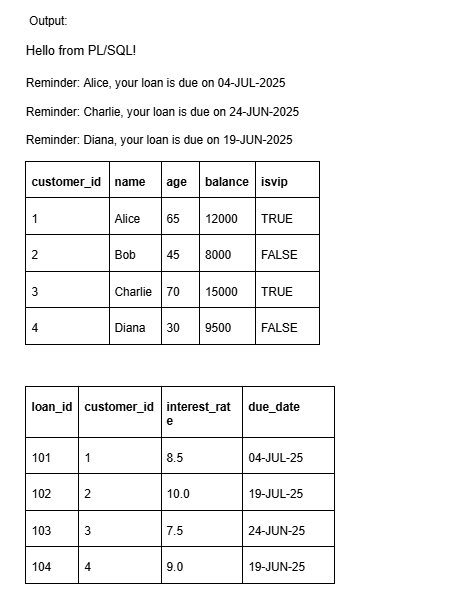 Output:
Hello from PL/SQL!
Reminder: Alice, your loan is due on 04-JUL-2025
Reminder: Charlie, your loan is due on 24-JUN-2025
Reminder: Diana, your loan is due on 19-JUN-2025
customer_id name age balance isvip
1 Alice 65 12000 TRUE
2 Bob 45 8000 FALSE
3 Charlie 70 15000 TRUE
4 Diana 30 9500 FALSE
loan_id customer_id interest_rat due_date
e
101 1 8.5 04-JUL-25
102 2 10.0 19-JUL-25
103 3 7.5 24-JUN-25
104 4 9.0 19-JUN-25